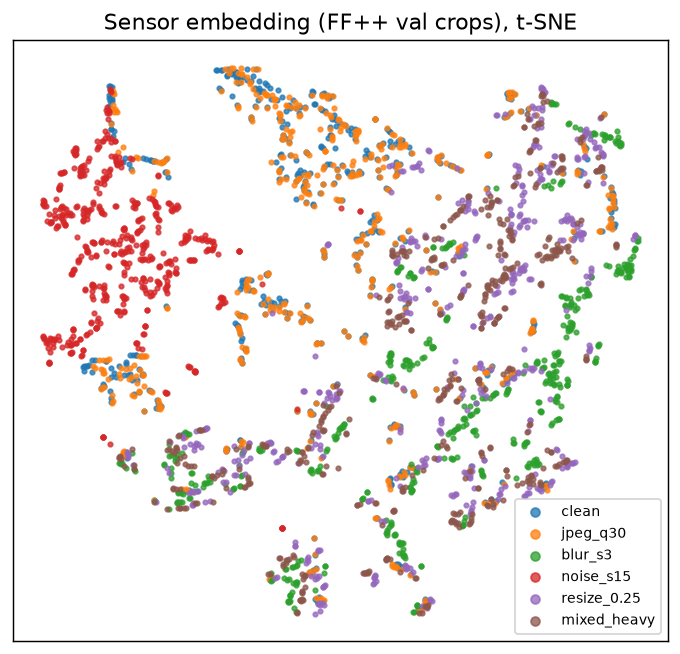 Sensor embedding (FF++ val crops), t-SNE
clean
jpeg_q30
blur_s3
noise_s15
resize_0.25
mixed_heavy